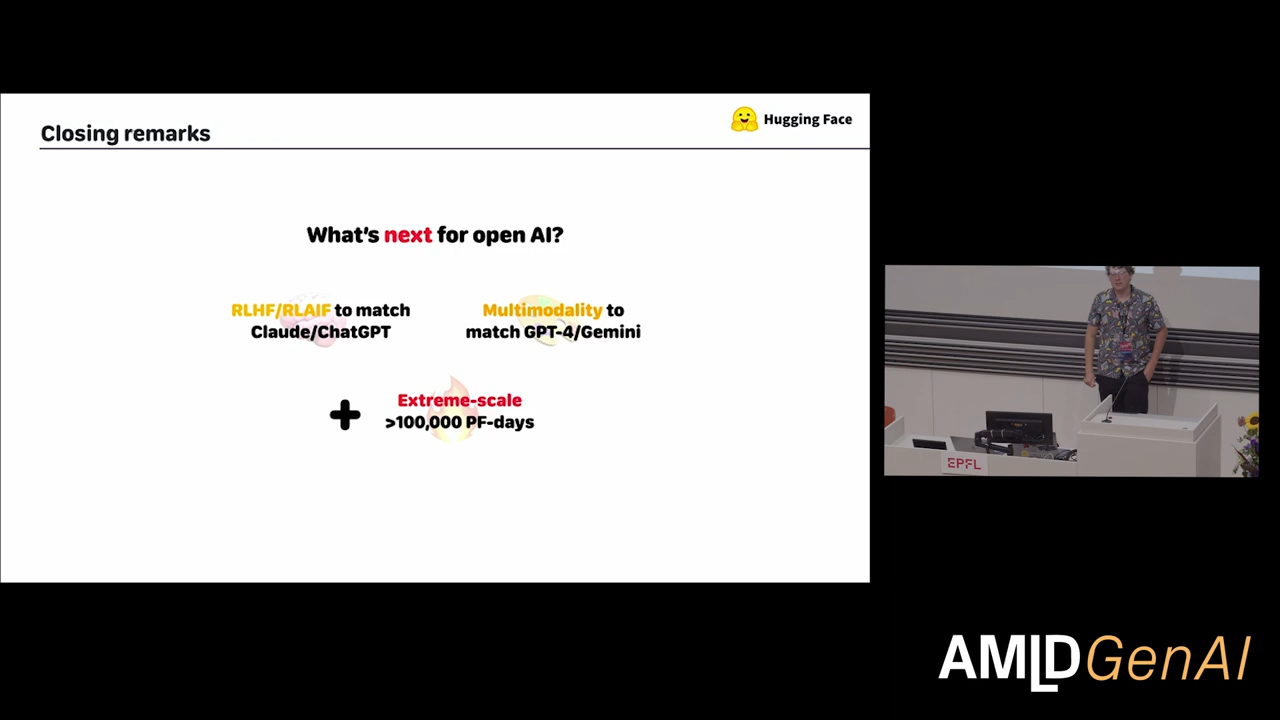 Closing remarks
Hugging Face
What's next for open AI?
RLHF/RLAIF to match
Claude/ChatGPT
Multimodality to
match GPT-4/Gemini
+
Extreme-scale
>100,000 PF-days
EPFL
AMLD GenAI